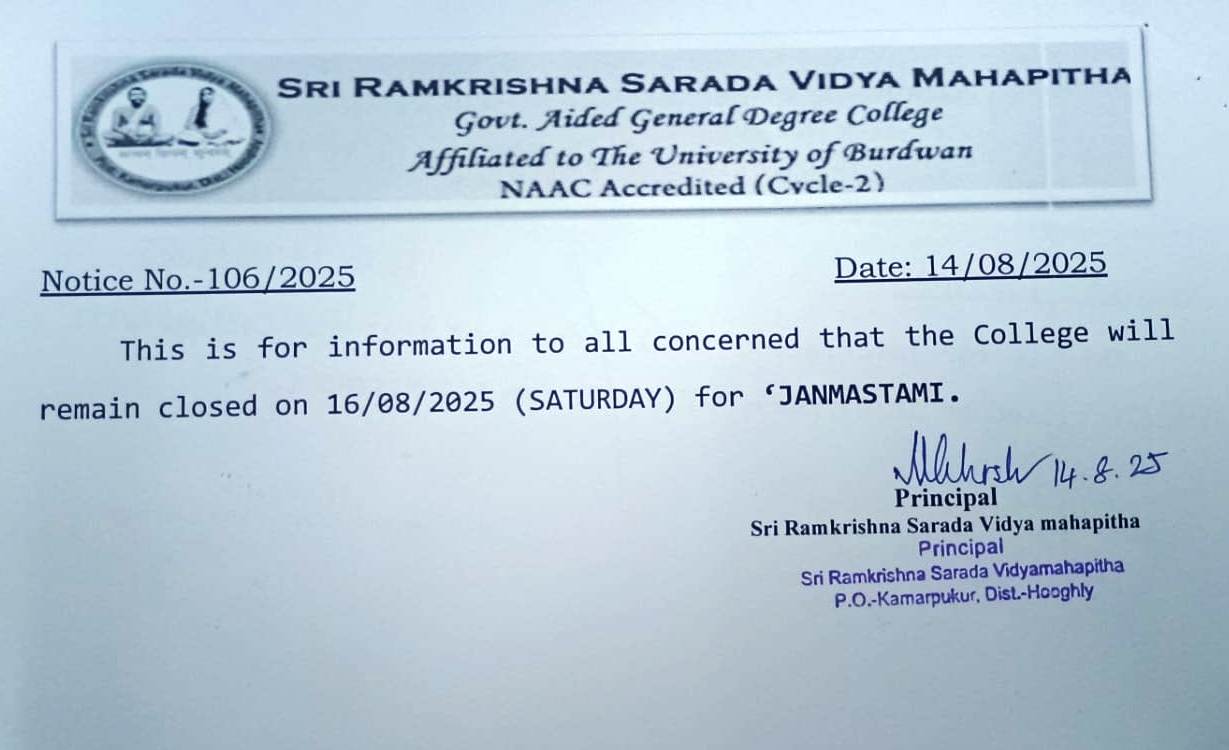 SRI RAMKRISHNA SARADA VIDYA MAHAPITHA
Govt. Aided General Degree College
Affiliated to The University of Burdwan
NAAC Accredited (Cycle-2)
Notice No.-106/2025
Date: 14/08/2025
This is for information to all concerned that the College will
remain closed on 16/08/2025 (SATURDAY) for ‘JANMASTAMI.
14.8.25
Principal
Sri Ramkrishna Sarada Vidya mahapitha
Principal
Sri Ramkrishna Sarada Vidyamahapitha
P.O.-Kamarpukur, Dist.-Hooghly